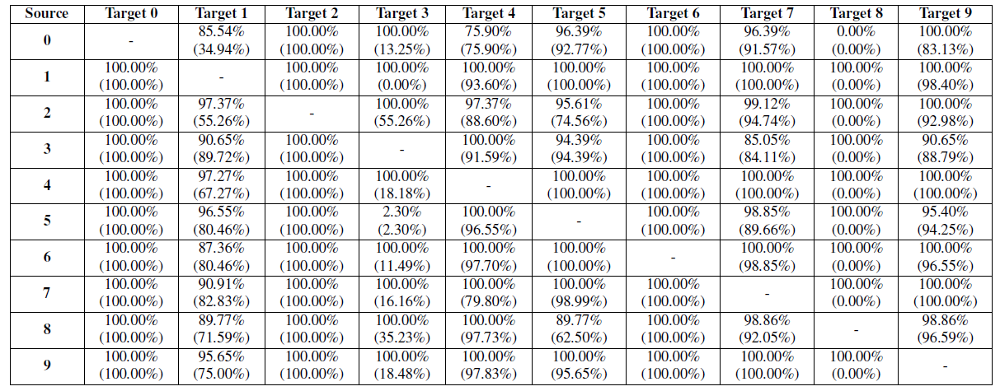 Source Target 0 Target 1 Target 2 Target 3 Target 4 Target 5 Target 6 Target 7 Target 8 Target 9
0 - 85.54% (34.94%) 100.00% (100.00%) 100.00% (13.25%) 75.90% (75.90%) 96.39% (92.77%) 100.00% (100.00%) 96.39% (91.57%) 0.00% (0.00%) 100.00% (83.13%)
1 100.00% (100.00%) - 100.00% (100.00%) 100.00% (0.00%) 100.00% (93.60%) 100.00% (100.00%) 100.00% (100.00%) 100.00% (100.00%) 100.00% (0.00%) 100.00% (98.40%)
2 100.00% (100.00%) 97.37% (55.26%) - 100.00% (55.26%) 97.37% (88.60%) 95.61% (74.56%) 100.00% (100.00%) 99.12% (94.74%) 100.00% (0.00%) 100.00% (92.98%)
3 100.00% (100.00%) 90.65% (89.72%) 100.00% (100.00%) - 100.00% (91.59%) 94.39% (94.39%) 100.00% (100.00%) 85.05% (84.11%) 100.00% (0.00%) 90.65% (88.79%)
4 100.00% (100.00%) 97.27% (67.27%) 100.00% (100.00%) 100.00% (18.18%) - 100.00% (100.00%) 100.00% (100.00%) 100.00% (100.00%) 100.00% (0.00%) 100.00% (100.00%)
5 100.00% (100.00%) 96.55% (80.46%) 100.00% (100.00%) 2.30% (2.30%) 100.00% (96.55%) - 100.00% (100.00%) 98.85% (89.66%) 100.00% (0.00%) 95.40% (94.25%)
6 100.00% (100.00%) 87.36% (80.46%) 100.00% (100.00%) 100.00% (11.49%) 100.00% (97.70%) 100.00% (100.00%) - 100.00% (98.85%) 100.00% (0.00%) 100.00% (96.55%)
7 100.00% (100.00%) 90.91% (82.83%) 100.00% (100.00%) 100.00% (16.16%) 100.00% (79.80%) 100.00% (98.99%) 100.00% (100.00%) - 100.00% (0.00%) 100.00% (100.00%)
8 100.00% (100.00%) 89.77% (71.59%) 100.00% (100.00%) 100.00% (35.23%) 100.00% (97.73%) 89.77% (62.50%) 100.00% (100.00%) 98.86% (92.05%) - 98.86% (96.59%)
9 100.00% (100.00%) 95.65% (75.00%) 100.00% (100.00%) 100.00% (18.48%) 100.00% (97.83%) 100.00% (95.65%) 100.00% (100.00%) 100.00% (100.00%) 100.00% (0.00%) -